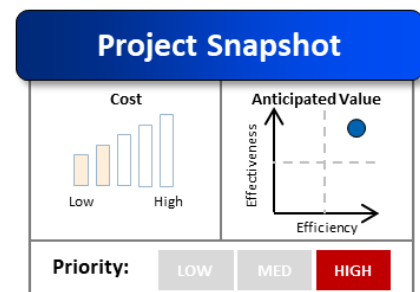 Project Snapshot
Cost
Low High
Anticipated Value
Effectiveness
Efficiency
Priority: LOW MED HIGH